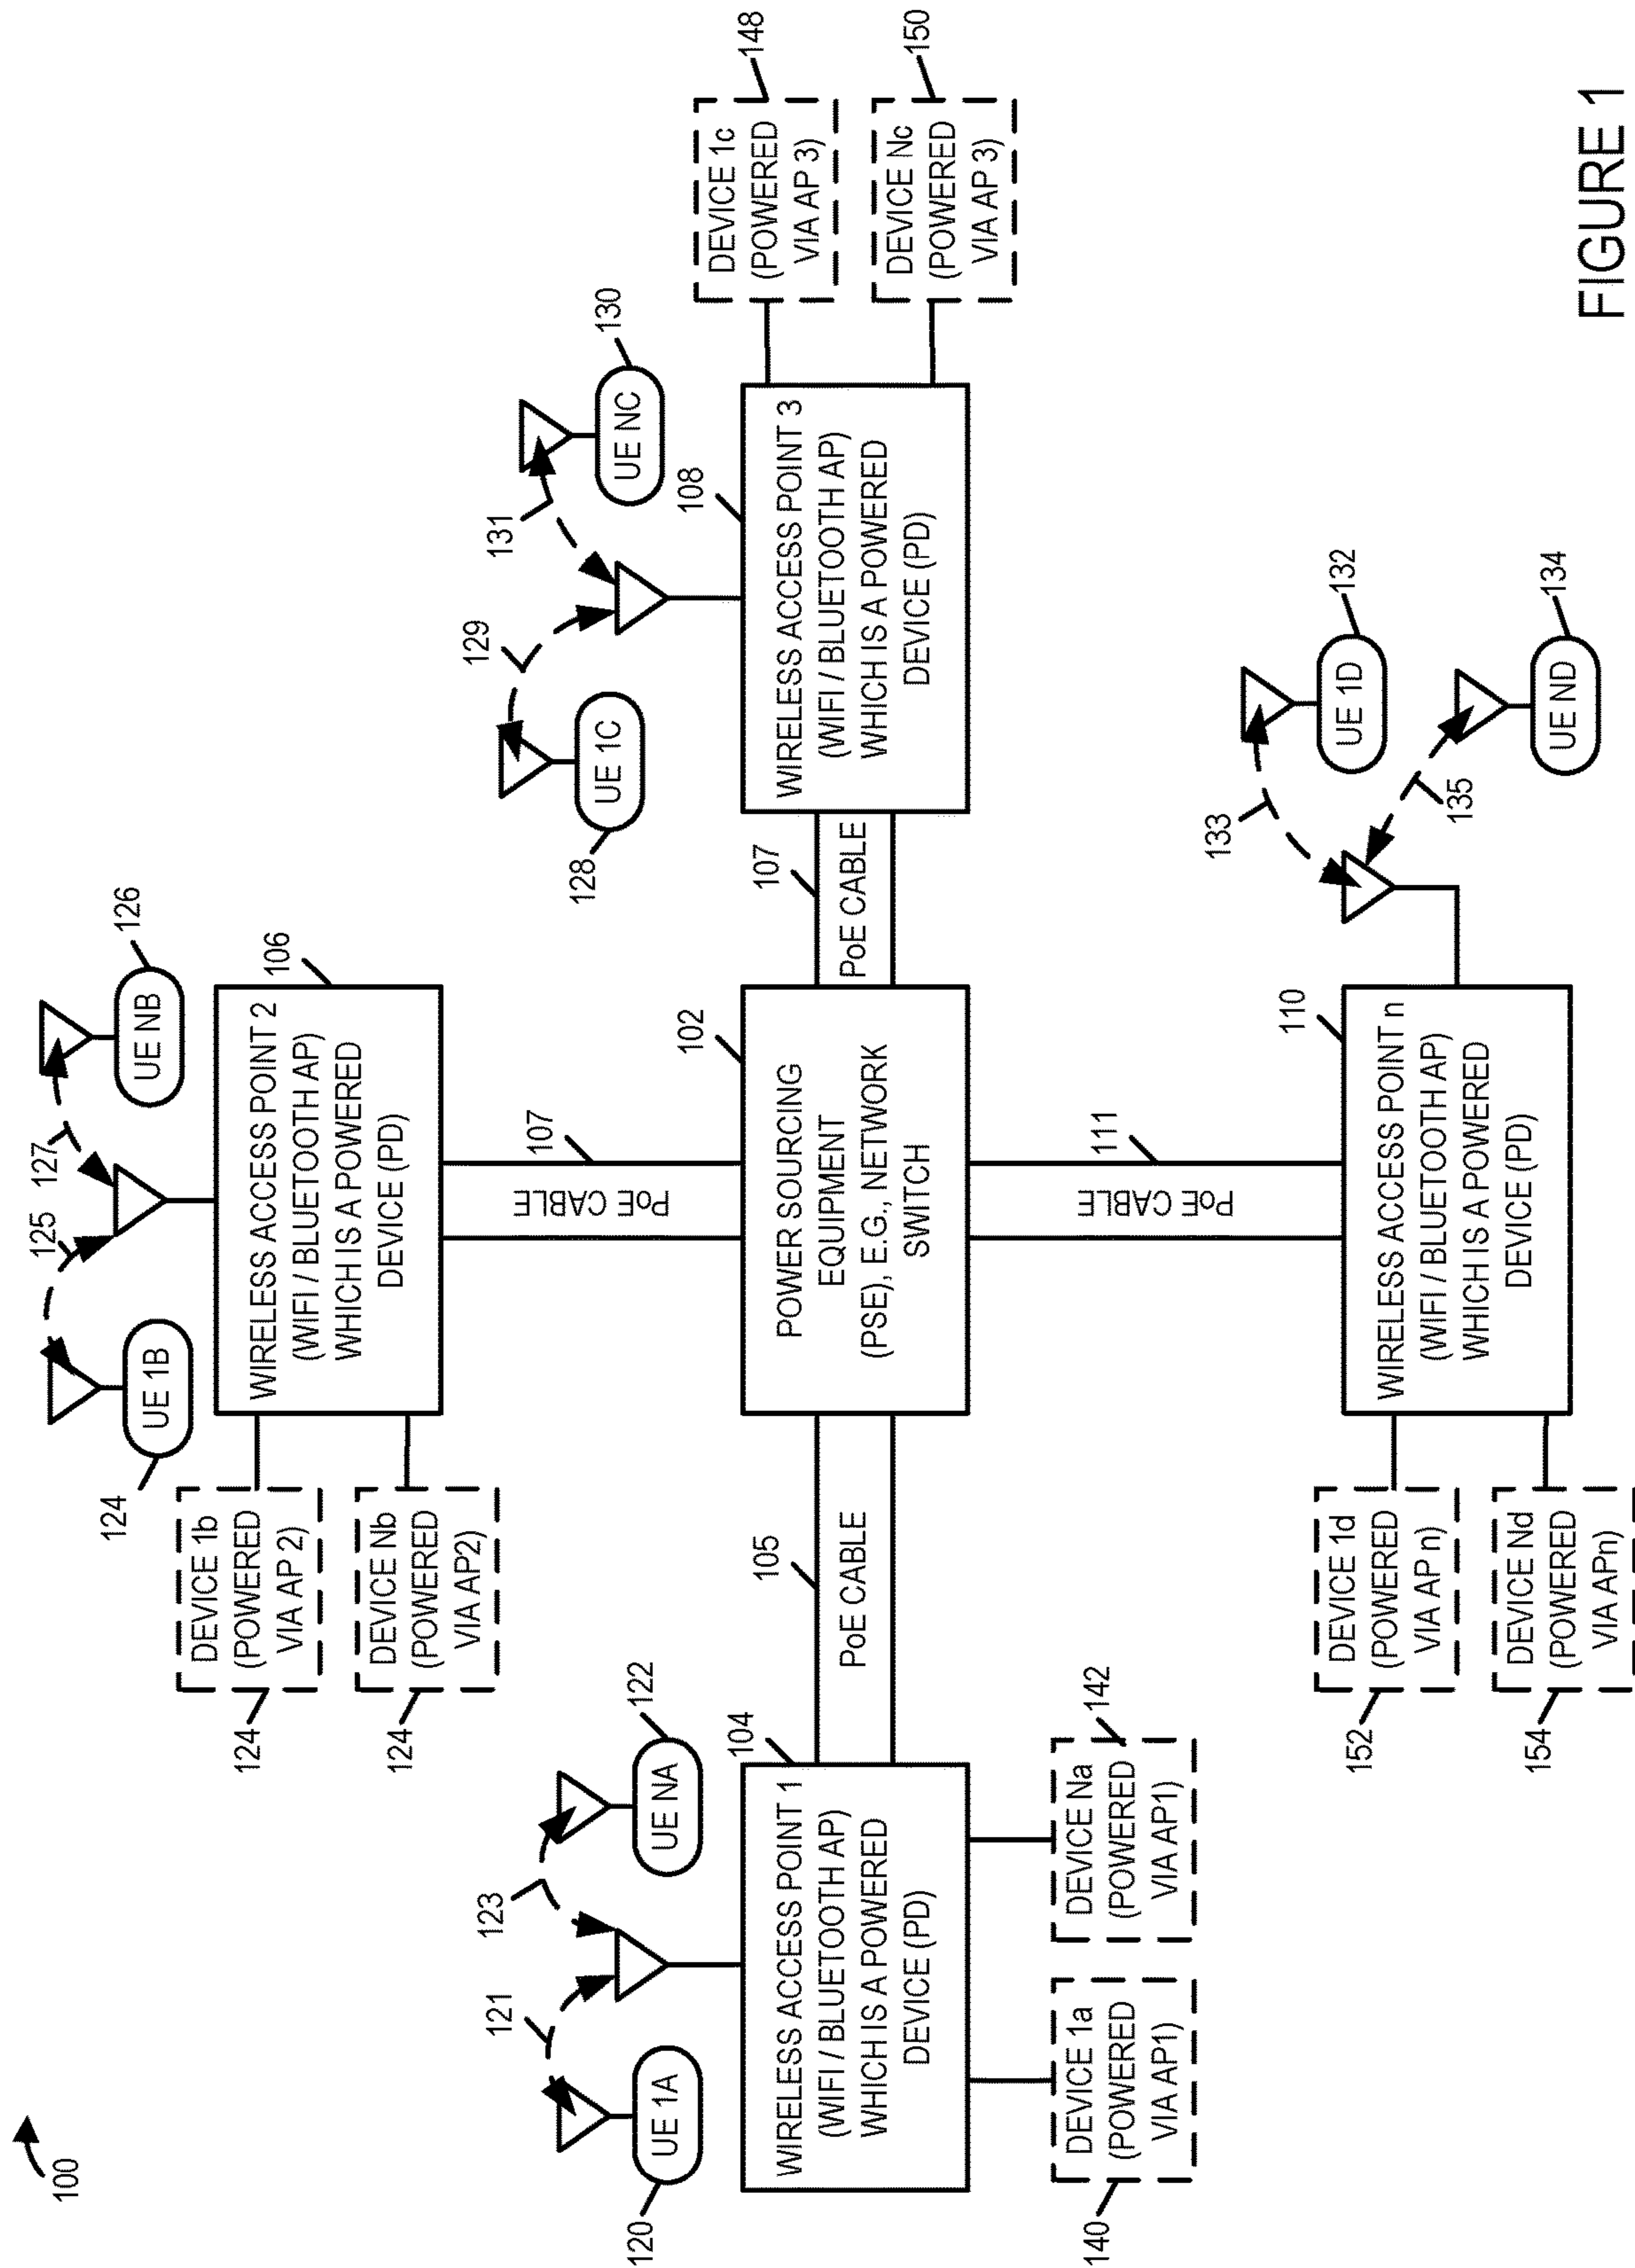 100
124
UE 1B
125
127
UE NB
126
DEVICE 1b
(POWERED
VIA AP 2)
124
DEVICE Nb
(POWERED
VIA AP2)
124
WIRELESS ACCESS POINT 2
(WIFI / BLUETOOTH AP)
WHICH IS A POWERED
DEVICE (PD)
106
PoE CABLE
107
120
UE 1A
121
123
UE NA
122
WIRELESS ACCESS POINT 1
(WIFI / BLUETOOTH AP)
WHICH IS A POWERED
DEVICE (PD)
104
105
PoE CABLE
POWER SOURCING
EQUIPMENT
(PSE), E.G., NETWORK
SWITCH
102
107
PoE CABLE
128
UE 1C
129
131
UE NC
130
WIRELESS ACCESS POINT 3
(WIFI / BLUETOOTH AP)
WHICH IS A POWERED
DEVICE (PD)
108
DEVICE 1c
(POWERED
VIA AP 3)
148
DEVICE Nc
(POWERED
VIA AP 3)
150
DEVICE 1a
(POWERED
VIA AP1)
140
DEVICE Na
(POWERED
VIA AP1)
142
PoE CABLE
111
DEVICE 1d
(POWERED
VIA AP n)
152
DEVICE Nd
(POWERED
VIA APn)
154
WIRELESS ACCESS POINT n
(WIFI / BLUETOOTH AP)
WHICH IS A POWERED
DEVICE (PD)
110
133
UE 1D
132
135
UE ND
134
FIGURE 1